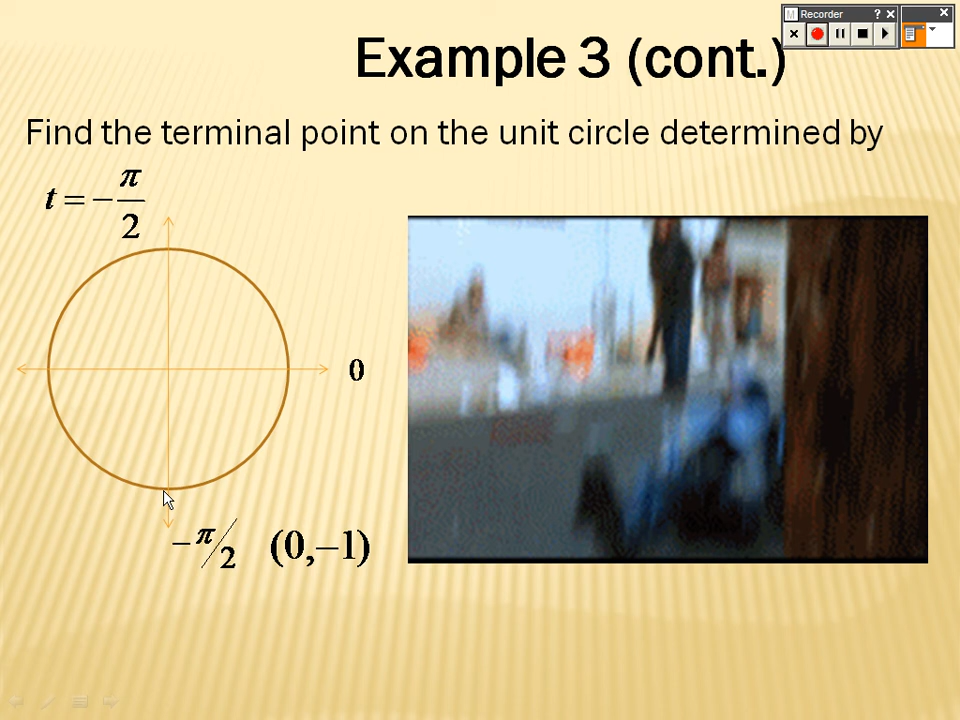 Recorder ? ×
Example 3 (cont.)
Find the terminal point on the unit circle determined by
t = −π/2
0
−π/2 (0,−1)